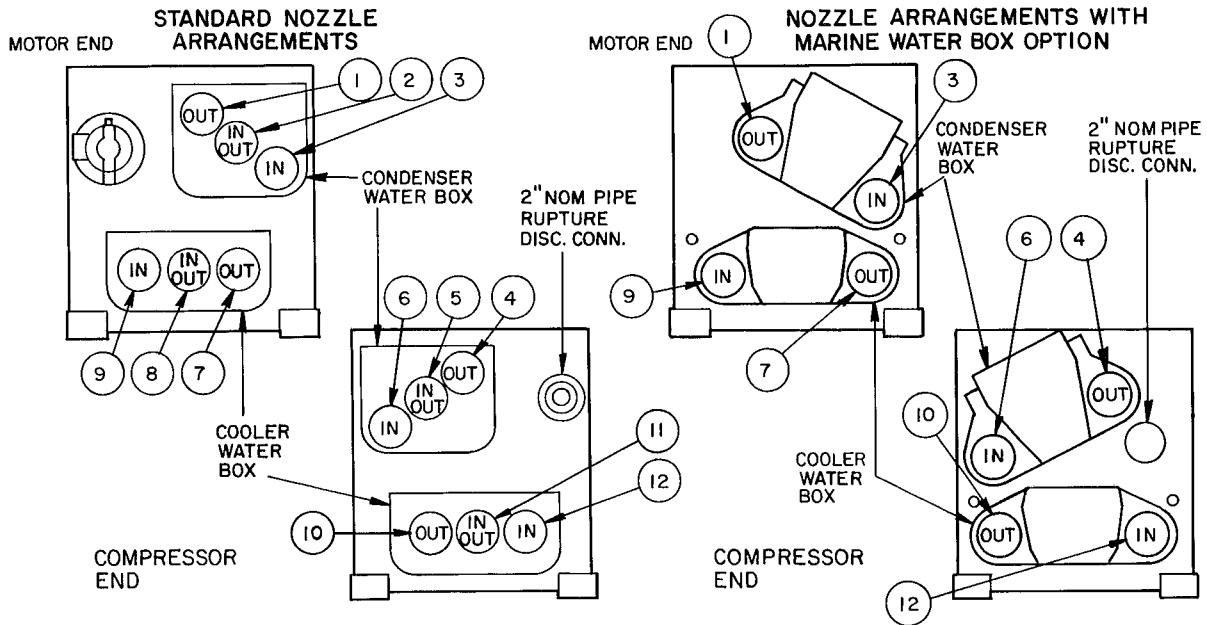 STANDARD NOZZLE
ARRANGEMENTS
MOTOR END
1
2
3
OUT
IN
OUT
IN
CONDENSER
WATER BOX
2" NOM PIPE
RUPTURE
DISC. CONN.
IN
IN
OUT
OUT
9
8
7
6
5
4
OUT
IN
OUT
IN
COOLER
WATER
BOX
11
12
10
OUT
IN
OUT
IN
COMPRESSOR
END
NOZZLE ARRANGEMENTS WITH
MARINE WATER BOX OPTION
MOTOR END
1
3
OUT
CONDENSER
WATER
BOX
2" NOM PIPE
RUPTURE
DISC. CONN.
IN
6
4
IN
OUT
9
7
OUT
10
IN
COOLER
WATER
BOX
OUT
IN
COMPRESSOR
END
12